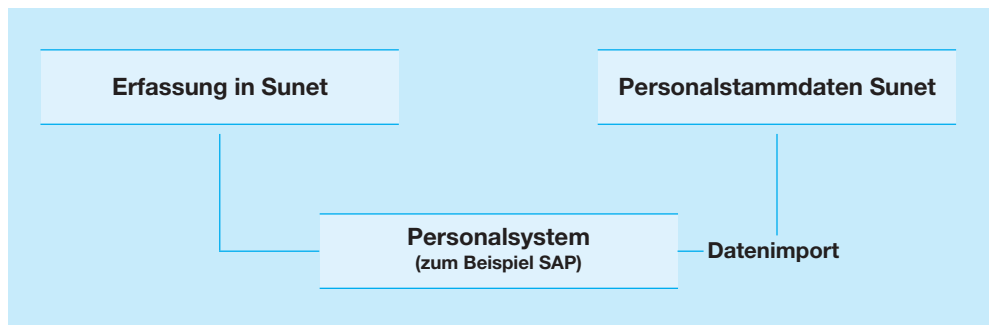 Erfassung in Sunet
Personalstammdaten Sunet
Personalsystem
(zum Beispiel SAP)
Datenimport